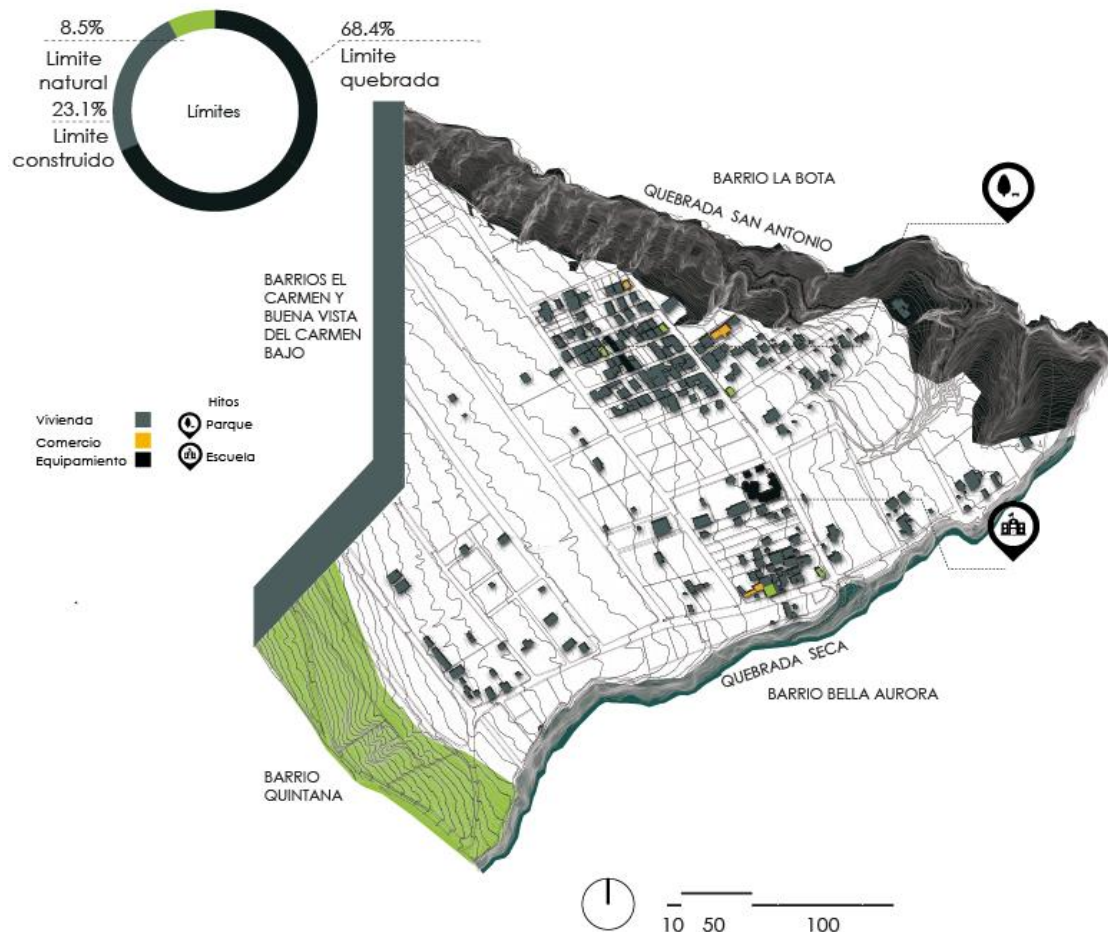 8.5%
Limite
natural
23.1%
Limite
construido
Límites
68.4%
Limite
quebrada
BARRIO LA BOTA
QUEBRADA SAN ANTONIO
BARRIOS EL
CARMEN Y
BUENA VISTA
DEL CARMEN
BAJO
Hitos
Vivienda
Parque
Comercio
Equipamiento
Escuela
QUEBRADA SECA
BARRIO BELLA AURORA
BARRIO
QUINTANA
10 50 100